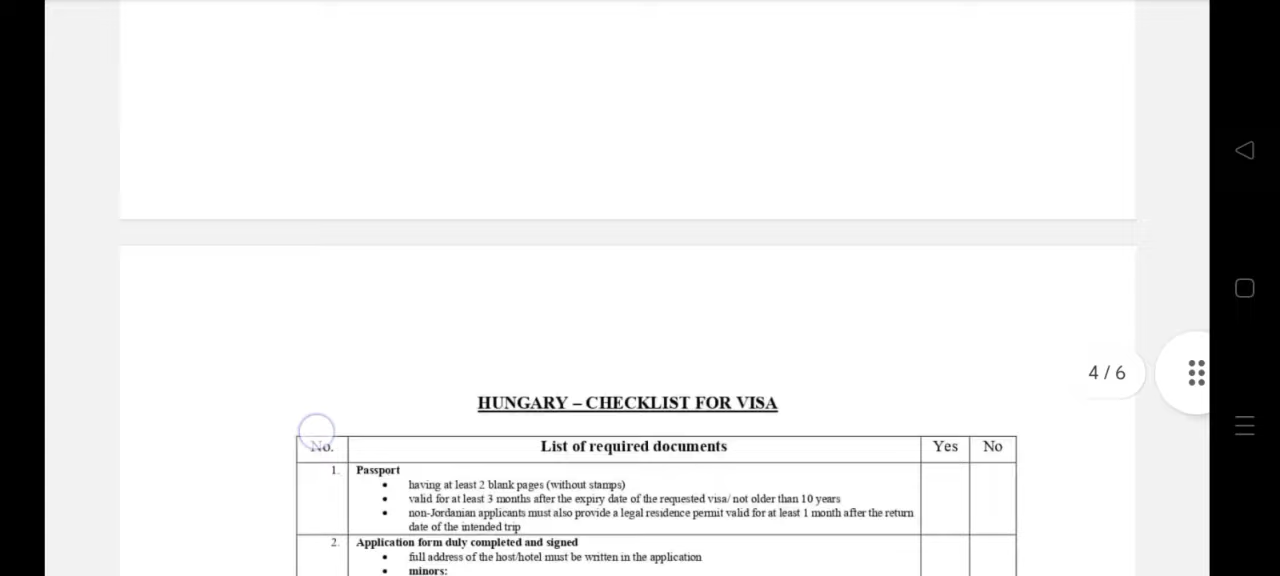 4 / 6
HUNGARY – CHECKLIST FOR VISA
No. List of required documents Yes No
1. Passport
• having at least 2 blank pages (without stamps)
• valid for at least 3 months after the expiry date of the requested visa/ not older than 10 years
• non-Jordanian applicants must also provide a legal residence permit valid for at least 1 month after the return
date of the intended trip
2. Application form duly completed and signed
• full address of the host/hotel must be written in the application
• minors: